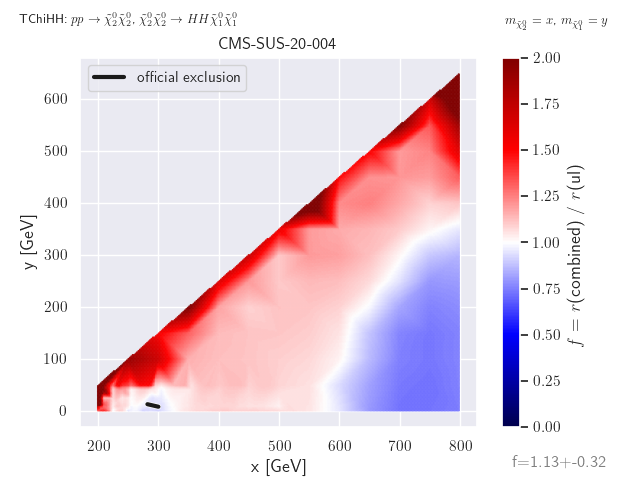 TChiHH: pp → χ̃⁰₂χ̃⁰₂, χ̃⁰₂χ̃⁰₂ → HHχ̃⁰₁χ̃⁰₁
m_χ̃⁰₂ = x, m_χ̃⁰₁ = y
CMS-SUS-20-004
official exclusion
y [GeV]
600
500
400
300
200
100
0
200 300 400 500 600 700 800
x [GeV]
2.00
1.75
1.50
1.25
1.00
0.75
0.50
0.25
0.00
f = r(combined) / r(ul)
f=1.13+-0.32